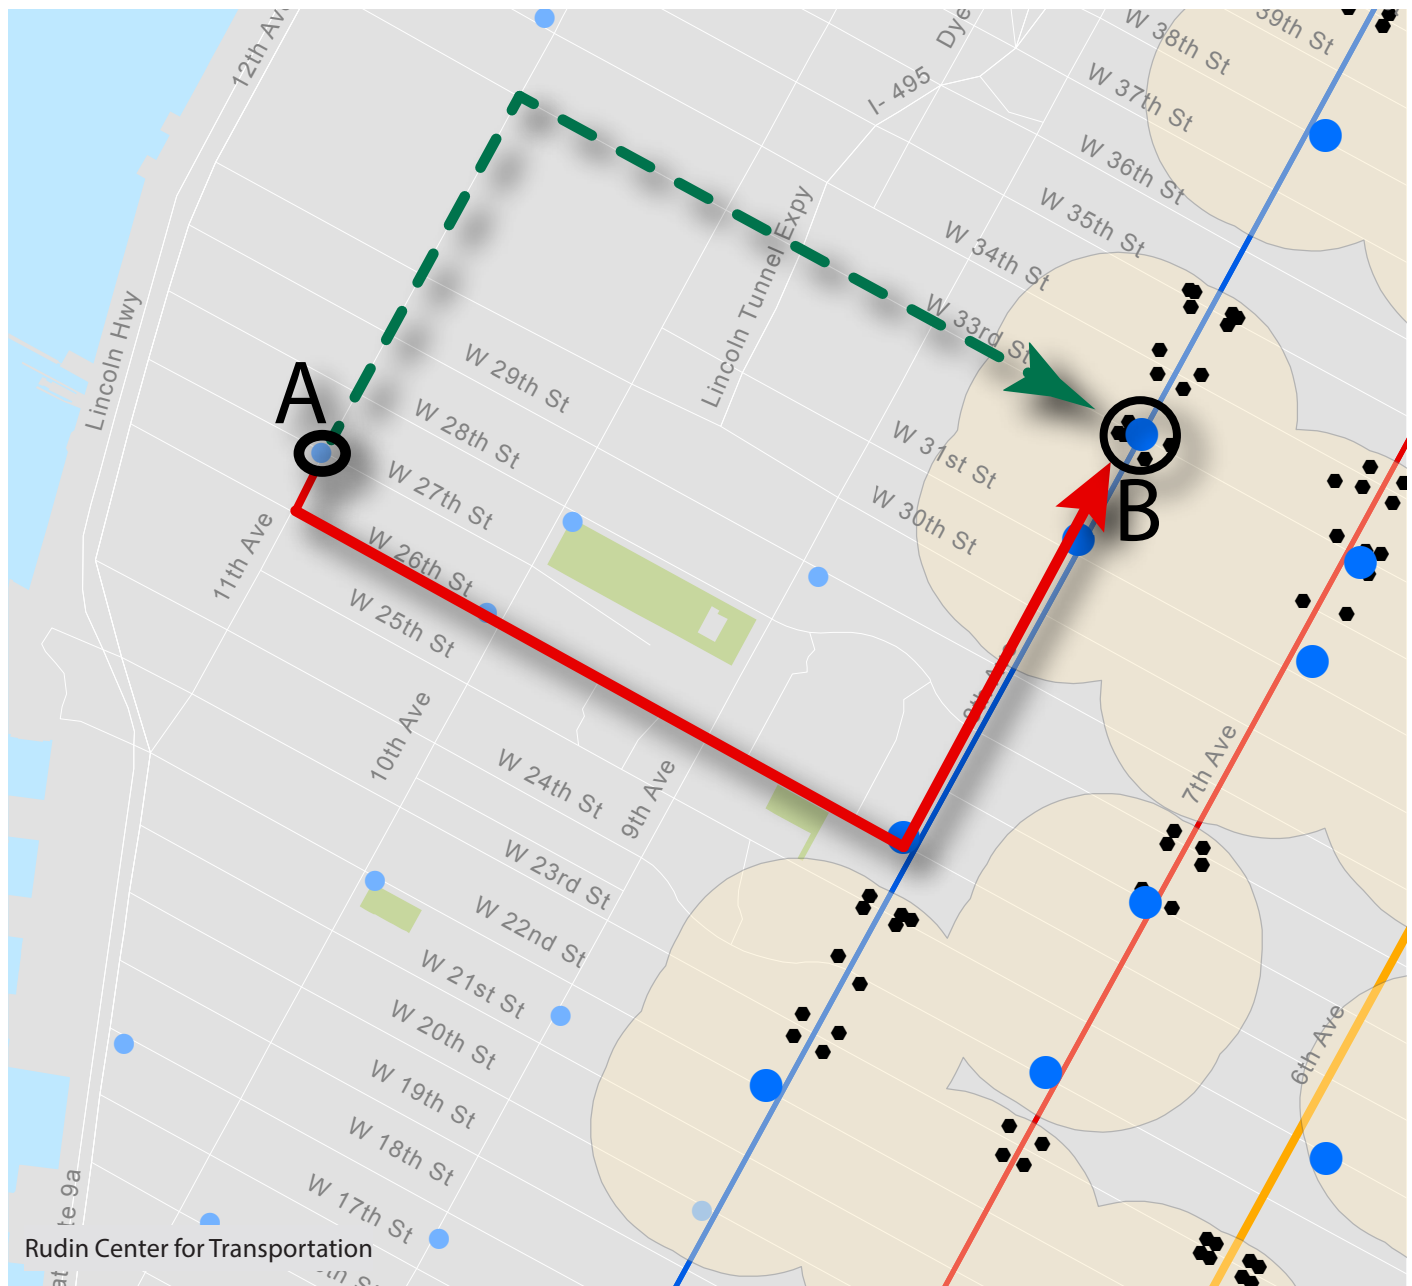 12th Av
Dye
39th St
W 38th St
W 37th St
I- 495
W 36th St
W 35th St
W 34th St
Lincoln Tunnel Expy
Lincoln Hwy
W 33rd St
A
W 29th St
W 28th St
W 31st St
W 27th St
B
W 30th St
11th Ave
W 26th St
W 25th St
10th Ave
7th Ave
W 24th St
9th Ave
W 23rd St
W 22nd St
W 21st St
W 20th St
6th Ave
W 19th St
W 18th St
W 17th St
te 9a
Rudin Center for Transportation